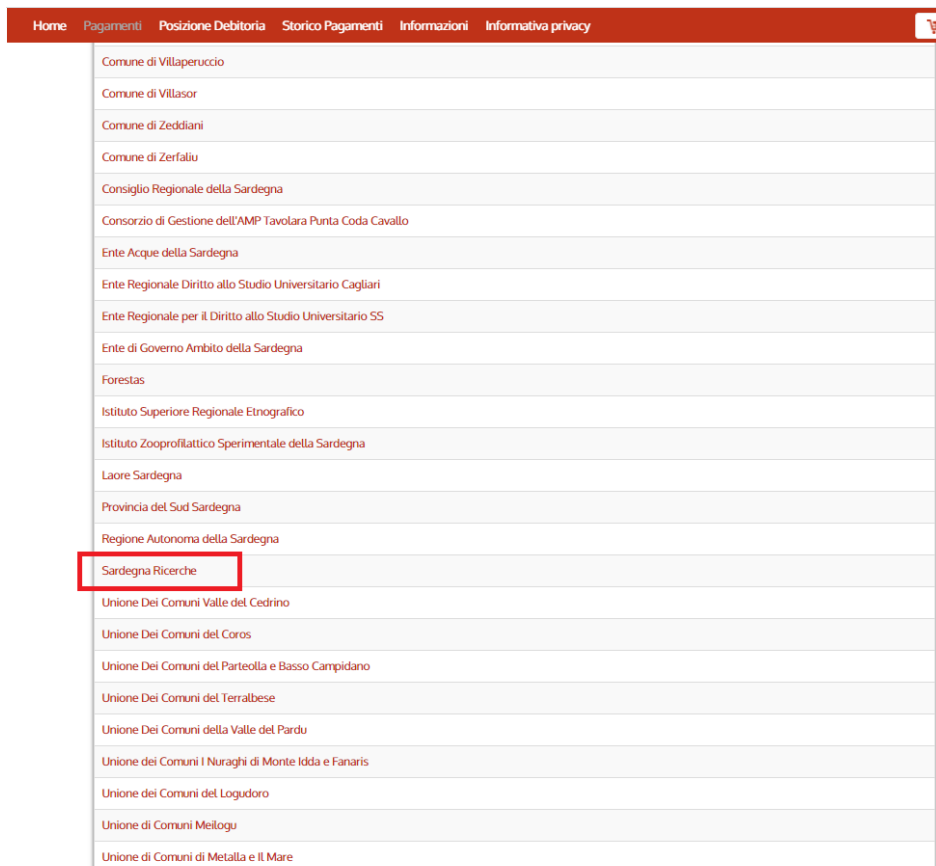 Home Pagamenti Posizione Debitoria Storico Pagamenti Informazioni Informativa privacy
Comune di Villaperuccio
Comune di Villasor
Comune di Zeddiani
Comune di Zerfaliu
Consiglio Regionale della Sardegna
Consorzio di Gestione dell'AMP Tavolara Punta Coda Cavallo
Ente Acque della Sardegna
Ente Regionale Diritto allo Studio Universitario Cagliari
Ente Regionale per il Diritto allo Studio Universitario SS
Ente di Governo Ambito della Sardegna
Forestas
Istituto Superiore Regionale Etnografico
Istituto Zooprofilattico Sperimentale della Sardegna
Laore Sardegna
Provincia del Sud Sardegna
Regione Autonoma della Sardegna
Sardegna Ricerche
Unione Dei Comuni Valle del Cedrino
Unione Dei Comuni del Coros
Unione Dei Comuni del Parteolla e Basso Campidano
Unione Dei Comuni del Terralbese
Unione Dei Comuni della Valle del Pardu
Unione dei Comuni I Nuraghi di Monte Idda e Fanaris
Unione dei Comuni del Logudoro
Unione di Comuni Meilogu
Unione di Comuni di Metalla e Il Mare